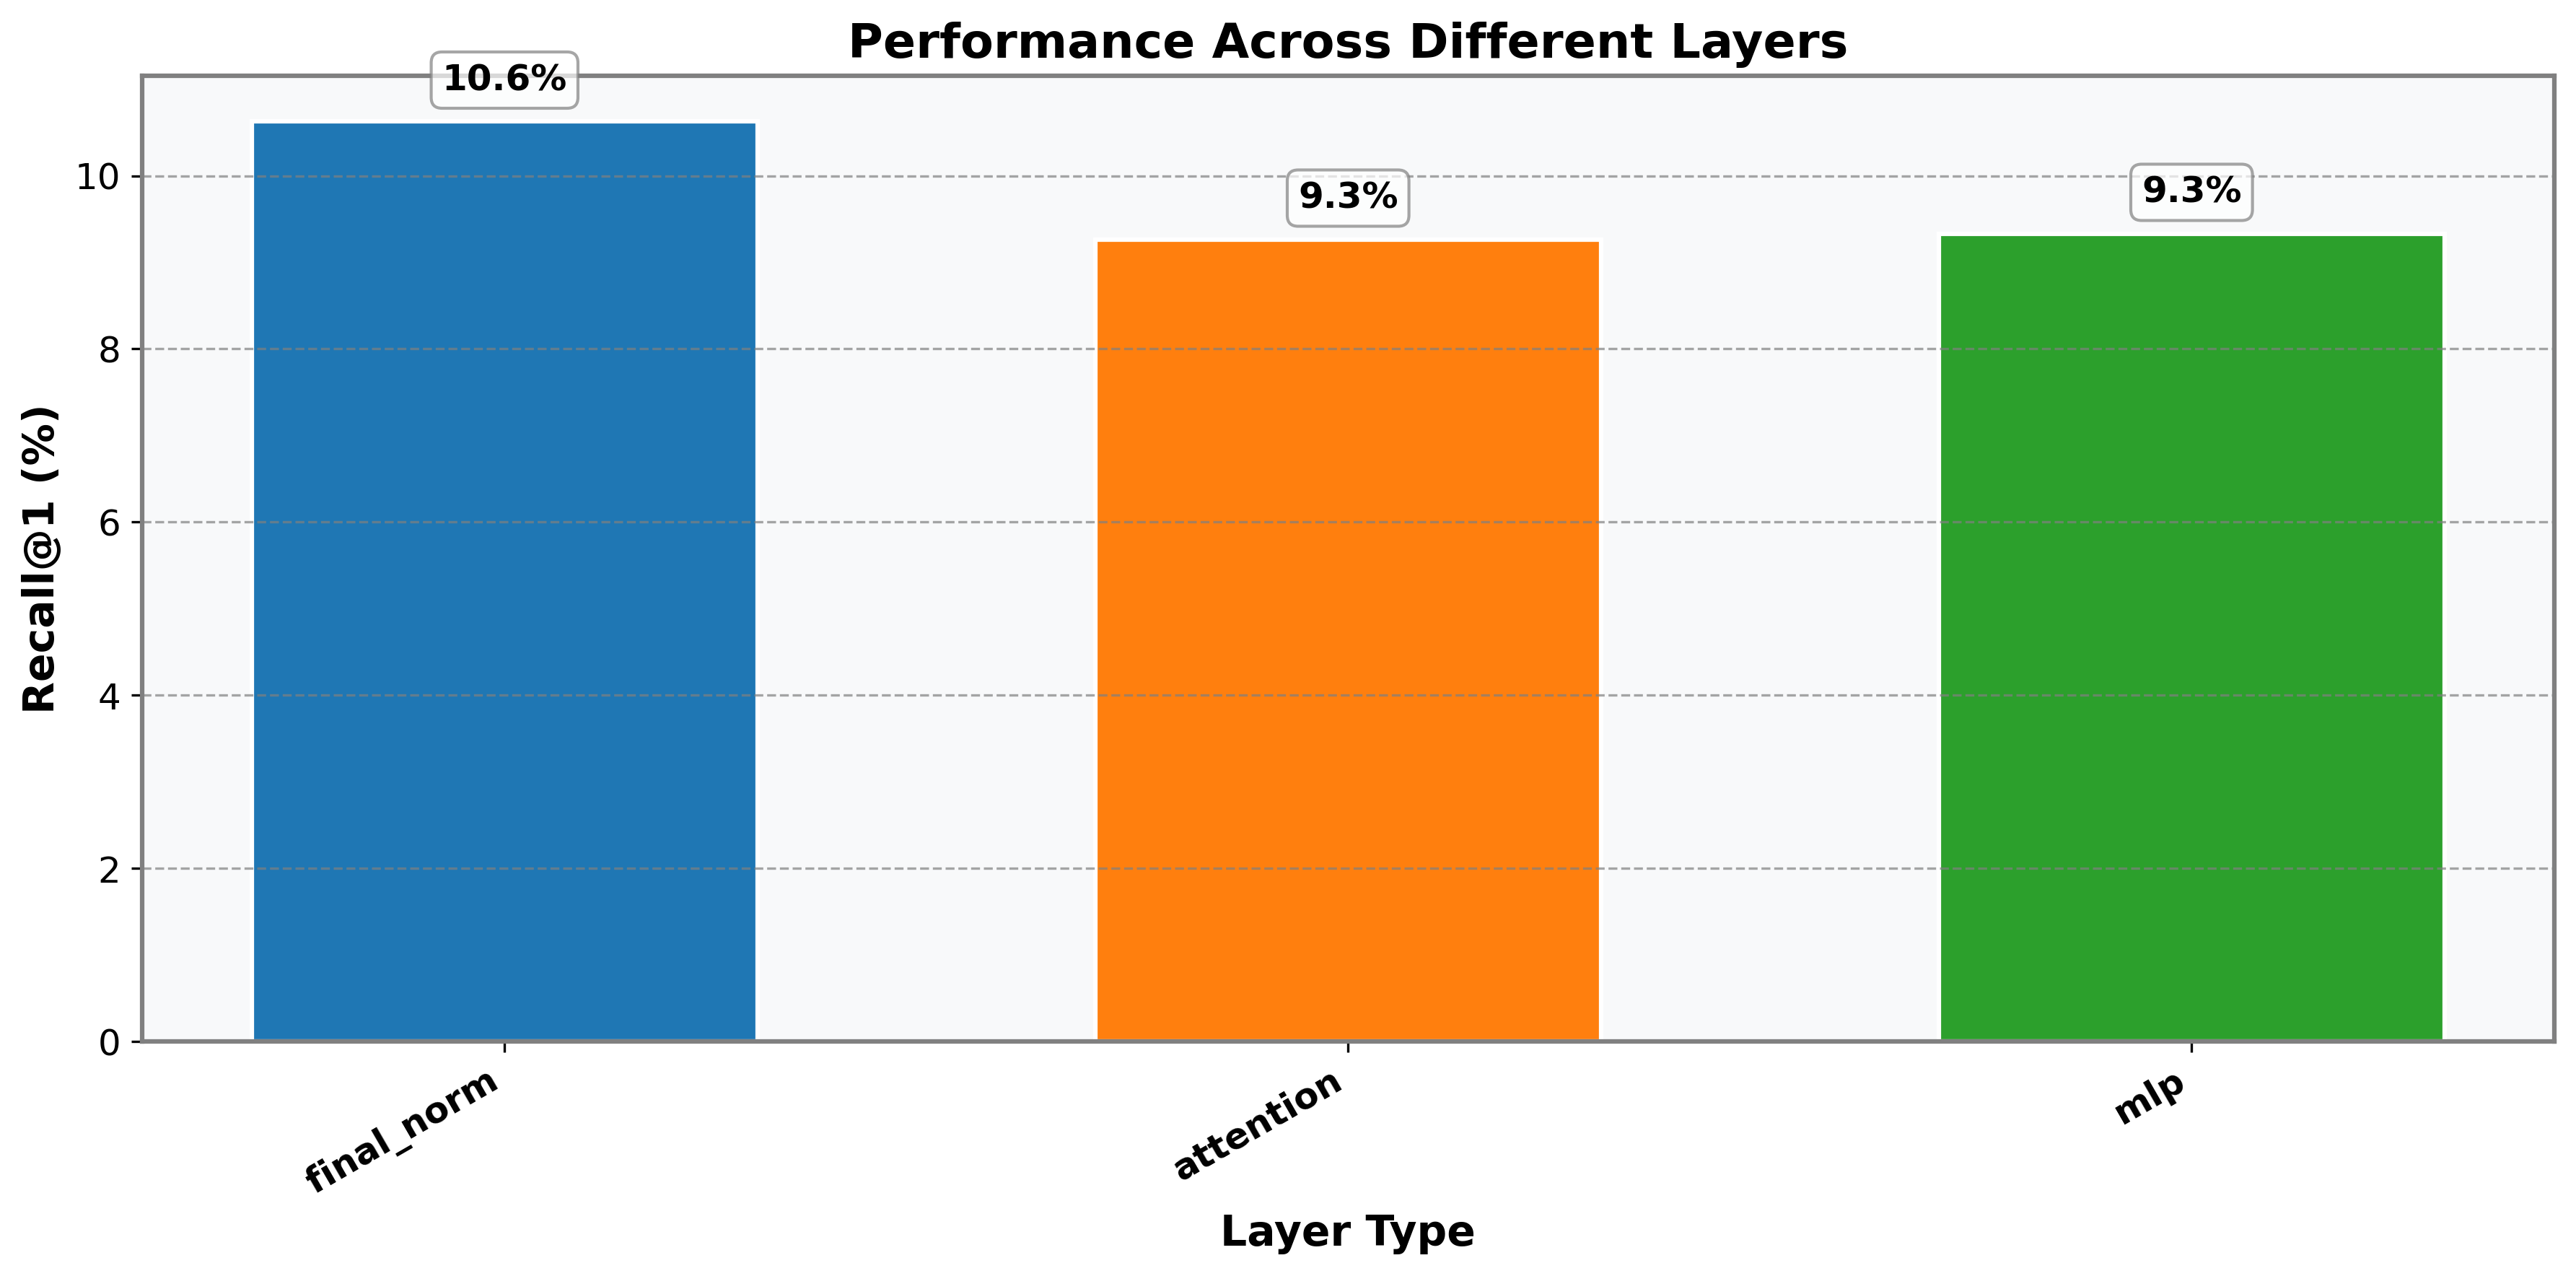 Performance Across Different Layers
10.6%
9.3%
9.3%
10
8
6
4
2
0
Recall@1 (%)
final_norm
attention
mlp
Layer Type